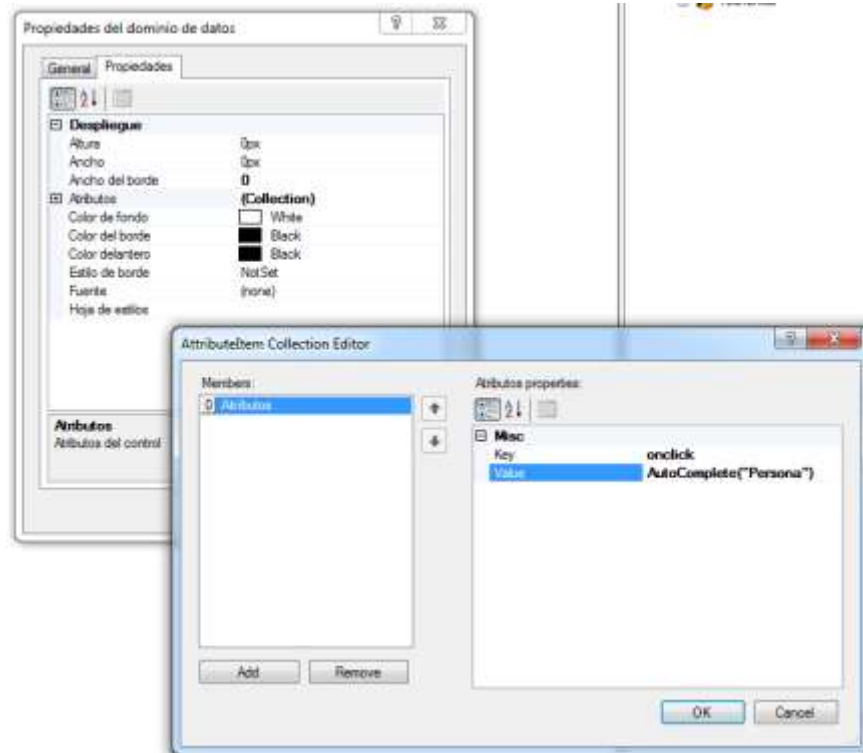 Propiedades del dominio de datos
General Propiedades
Despliegue
Altura 0px
Ancho 0px
Ancho del borde 0
Atributos (Collection)
Color de fondo White
Color del borde Black
Color delantero Black
Estilo de borde NotSet
Fuente (none)
Hoja de estilos
Atributos
Atributos del control
AttributeItem Collection Editor
Members:
0 Atributos
Add Remove
Atributos properties:
Misc
Key onclick
Value AutoComplete("Persona")
OK Cancel